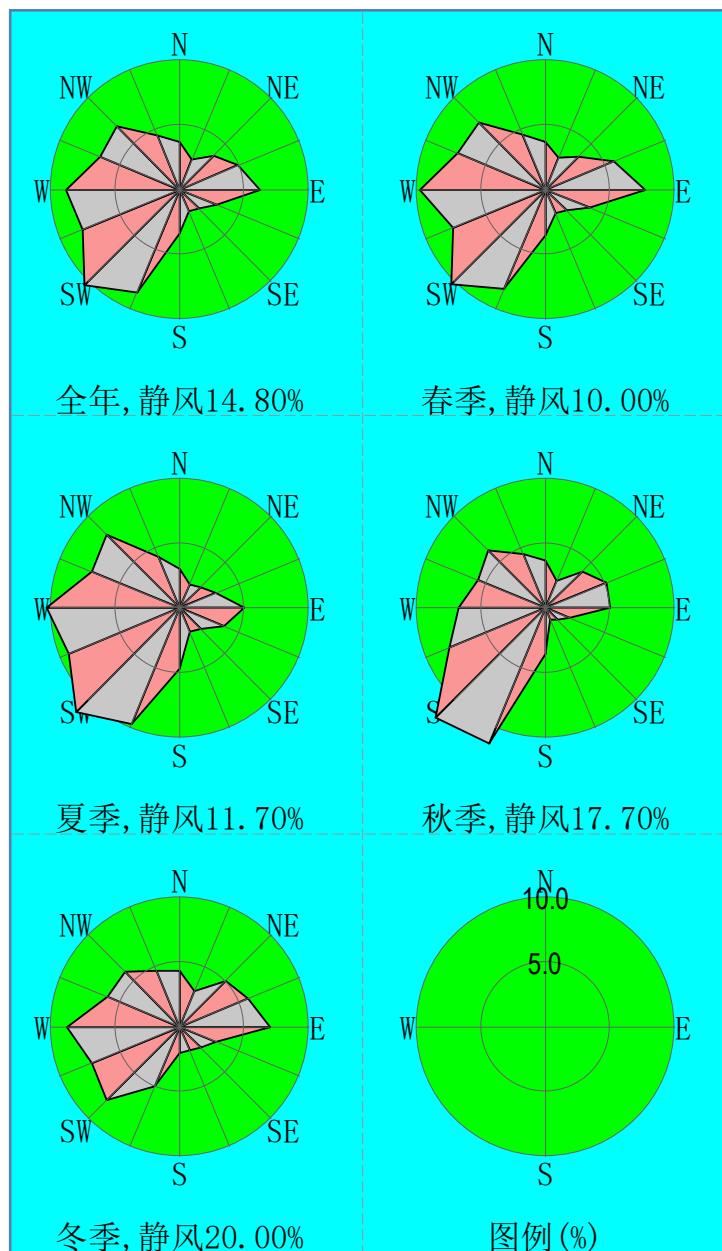 N
NW NE
W E
SW SE
S
全年,静风14.80%
N
NW NE
W E
SW SE
S
春季,静风10.00%
N
NW NE
W E
SW SE
S
夏季,静风11.70%
N
NW NE
W E
S SE
S
秋季,静风17.70%
N
NW NE
W E
SW SE
S
冬季,静风20.00%
N
10.0
5.0
W E
S
图例(%)